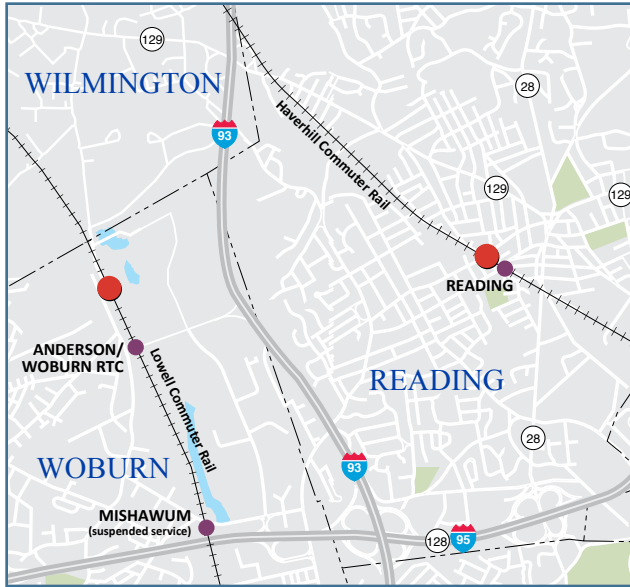 129
WILMINGTON
93
Haverhill Commuter Rail
28
129
129
READING
ANDERSON/
WOBURN RTC
Lowell Commuter Rail
READING
28
WOBURN
93
MISHAWUM
(suspended service)
128
95